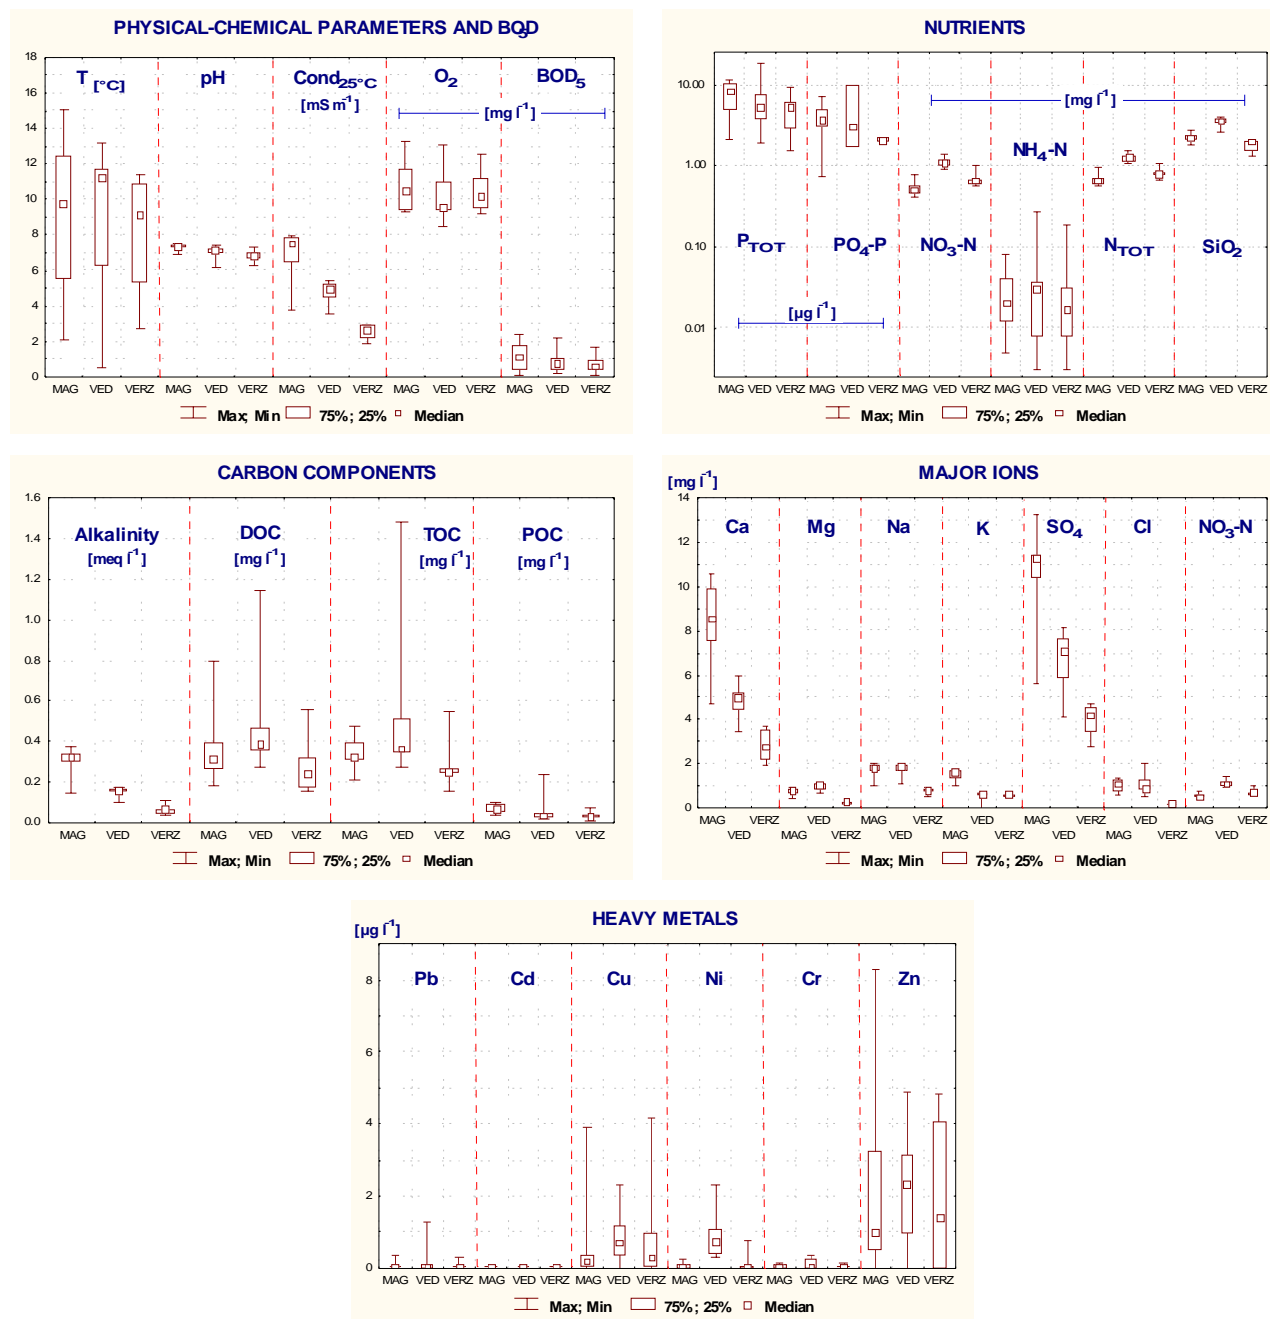 PHYSICAL-CHEMICAL PARAMETERS AND BOD5
18
16
14
12
10
8
6
4
2
0
T [°C]
pH
Cond25°C
[mS m-1]
O2
BOD5
[mg l-1]
MAG VED VERZ MAG VED VERZ MAG VED VERZ MAG VED VERZ MAG VED VERZ
Max; Min 75%; 25% Median
NUTRIENTS
10.00
1.00
0.10
0.01
[mg l-1]
NH4-N
PTOT
PO4-P
NO3-N
NTOT
SiO2
[µg l-1]
MAG VED VERZ MAG VED VERZ MAG VED VERZ MAG VED VERZ MAG VED VERZ MAG VED VERZ
Max; Min 75%; 25% Median
CARBON COMPONENTS
1.6
1.4
1.2
1.0
0.8
0.6
0.4
0.2
0.0
Alkalinity
[meq l-1]
DOC
[mg l-1]
TOC
[mg l-1]
POC
[mg l-1]
MAG VED VERZ MAG VED VERZ MAG VED VERZ MAG VED VERZ
Max; Min 75%; 25% Median
MAJOR IONS
[mg l-1]
14
12
10
8
6
4
2
0
Ca
Mg
Na
K
SO4
Cl
NO3-N
MAG VERZ VED MAG VERZ VED MAG VERZ VED MAG VERZ
VED MAG VERZ VED MAG VERZ VED MAG VERZ VED
Max; Min 75%; 25% Median
HEAVY METALS
[µg l-1]
8
6
4
2
0
Pb
Cd
Cu
Ni
Cr
Zn
MAG VED VERZ MAG VED VERZ MAG VED VERZ MAG VED VERZ MAG VED VERZ MAG VED VERZ
Max; Min 75%; 25% Median